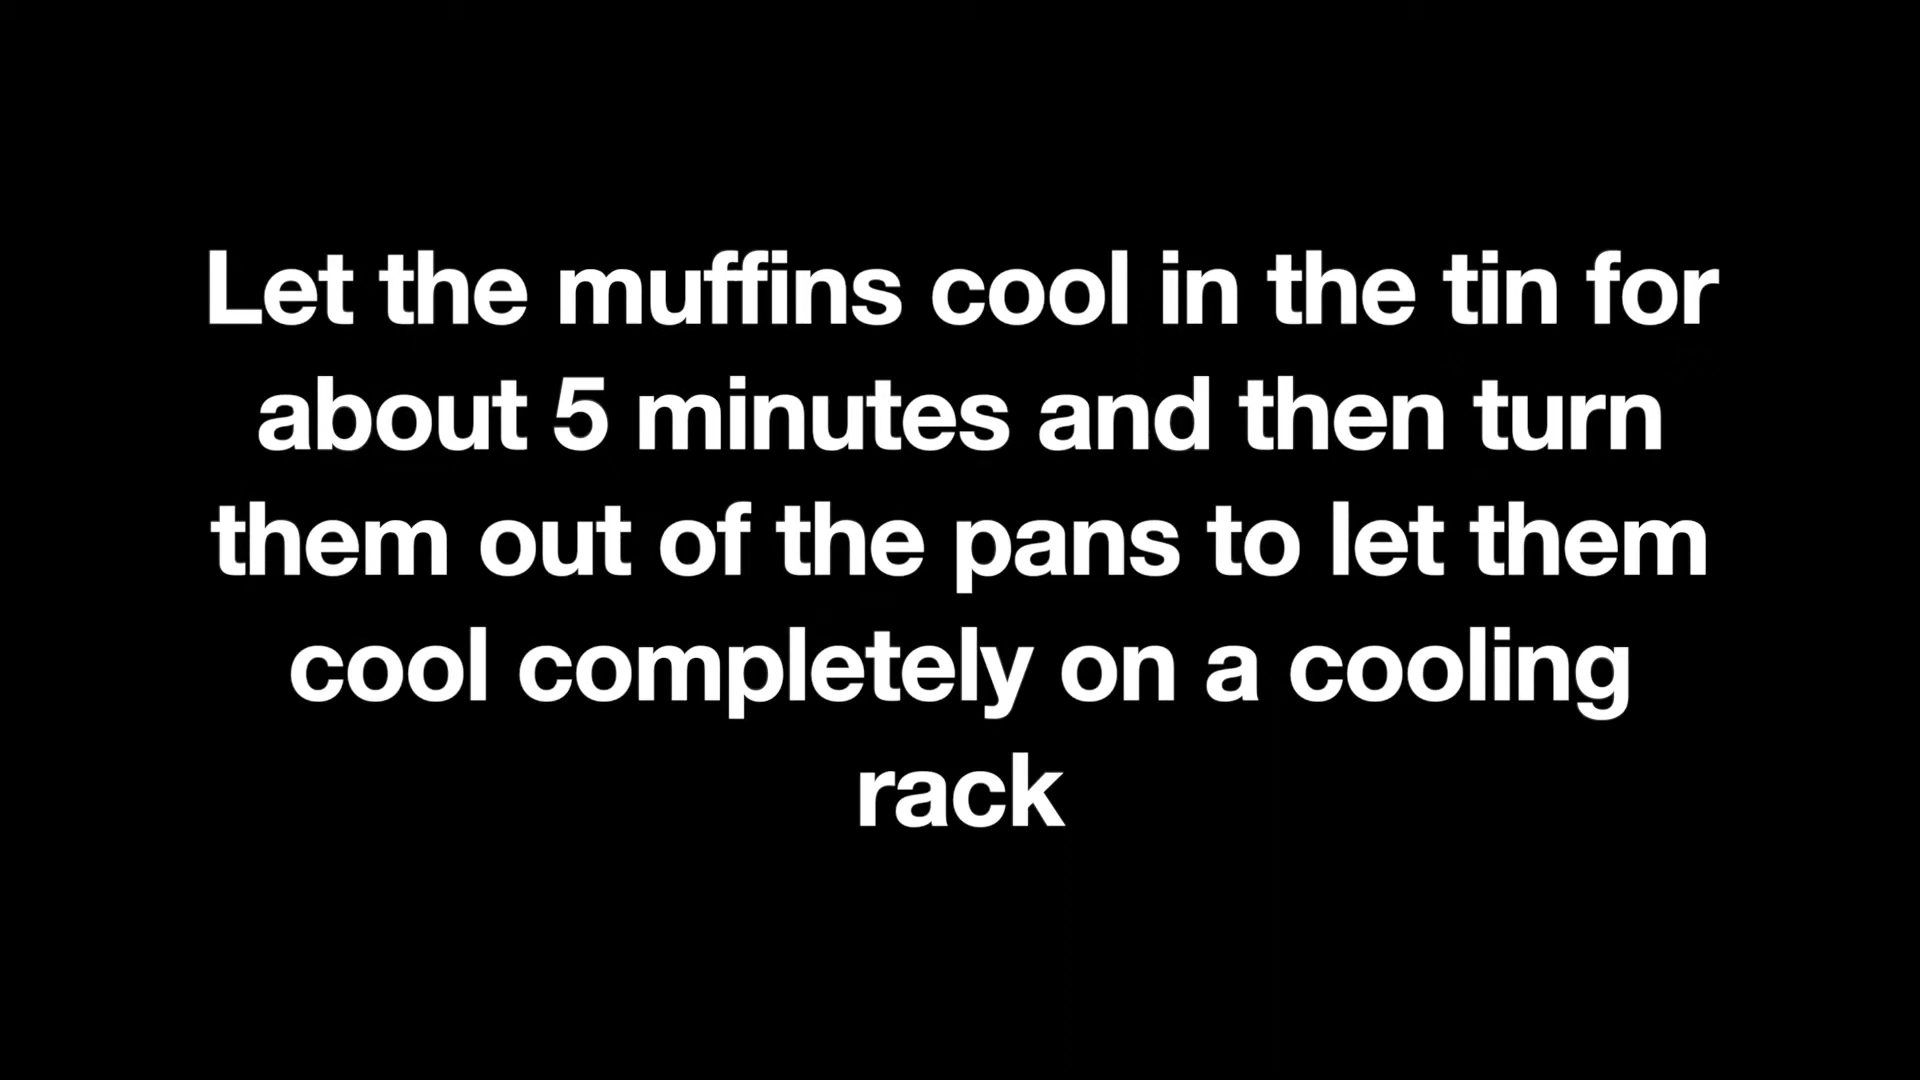 Let the muffins cool in the tin for
about 5 minutes and then turn
them out of the pans to let them
cool completely on a cooling
rack